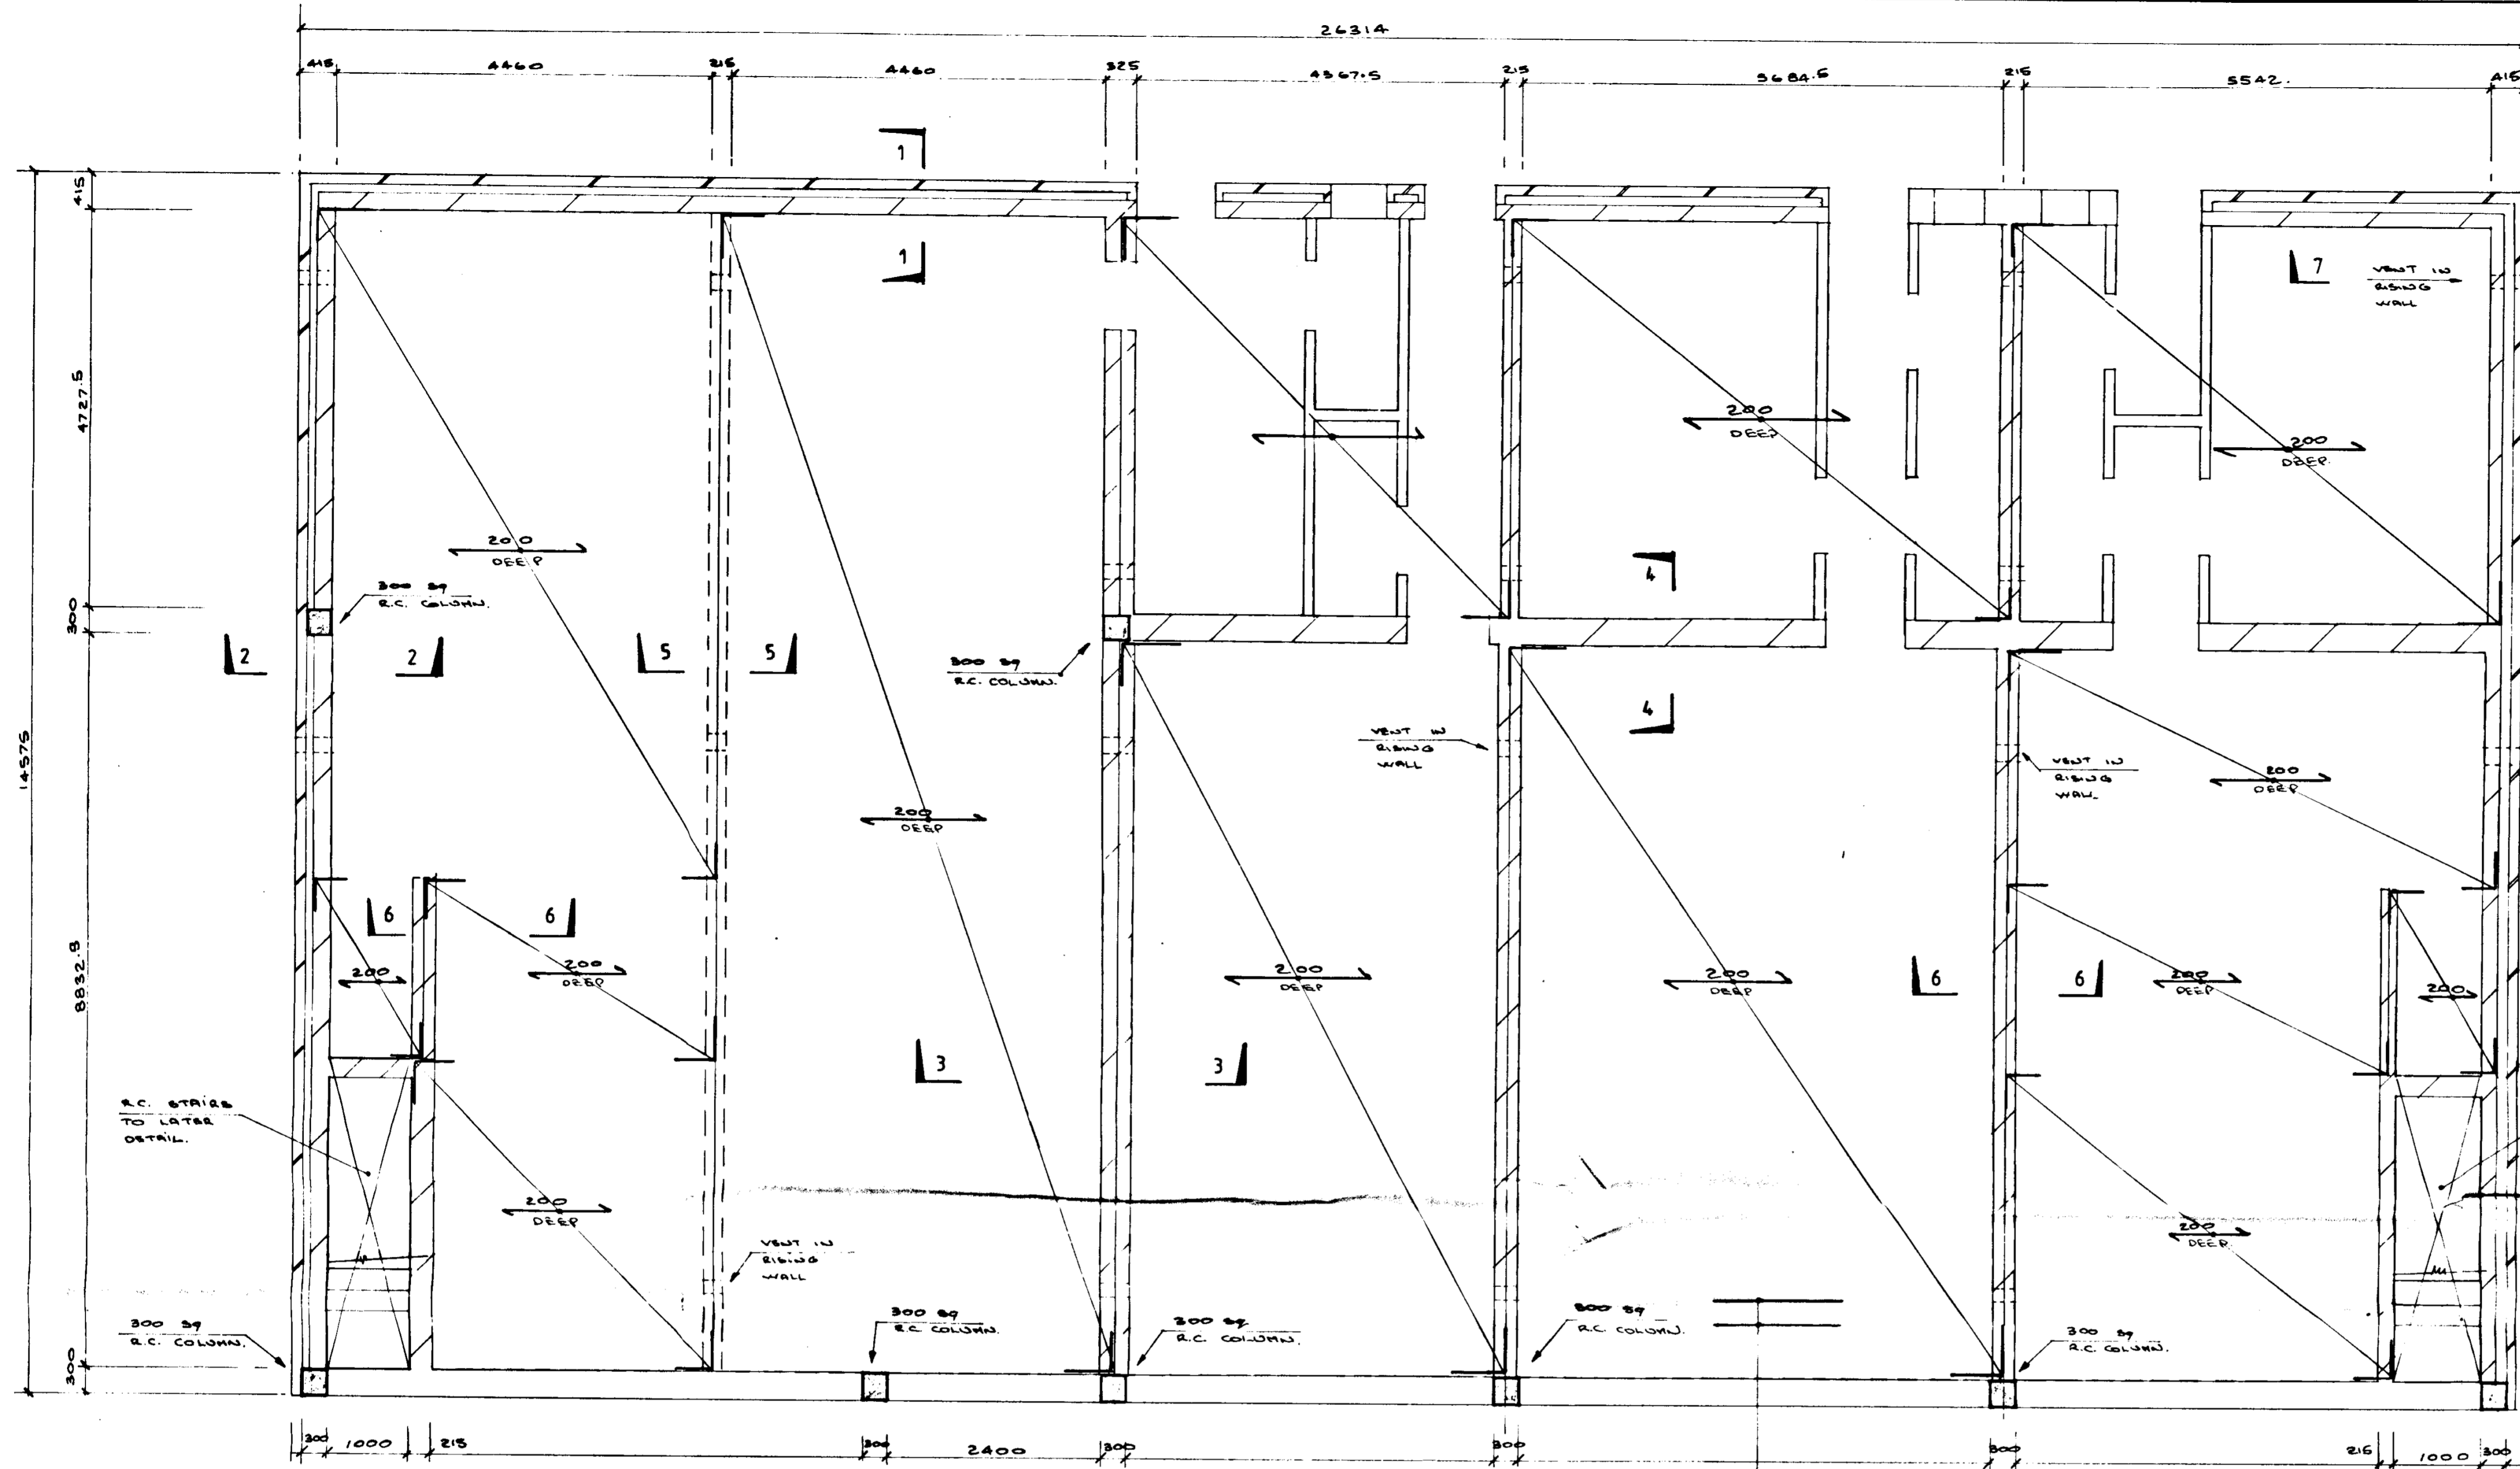 26314
415 4460 215 4460 325 4367.5 215 5684.5 215 5542. 415
1
415
1
7
VENT IN
RISING
WALL
4727.5
200
DEEP
200
DEEP.
200
DEEP
4
300 SQ
R.C. COLUMN.
300
2 2 5 5
300 SQ
R.C. COLUMN.
4
VENT IN
RISING
WALL
VENT IN
RISING
WALL
14575
200
DEEP
200
DEEP
6 6
8832.5
200
200
DEEP
200
DEEP
200
DEEP
6 6
200
DEEP
200
3 3
R.C. STAIRS
TO LATER
DETAIL.
200
DEEP
200
DEEP
VENT IN
RISING
WALL
300 SQ
R.C. COLUMN.
300 SQ
R.C. COLUMN.
300 SQ
R.C. COLUMN.
300 SQ
R.C. COLUMN.
300 SQ
R.C. COLUMN.
300
300 1000 215 300 2400 300 300 300 215 1000 300